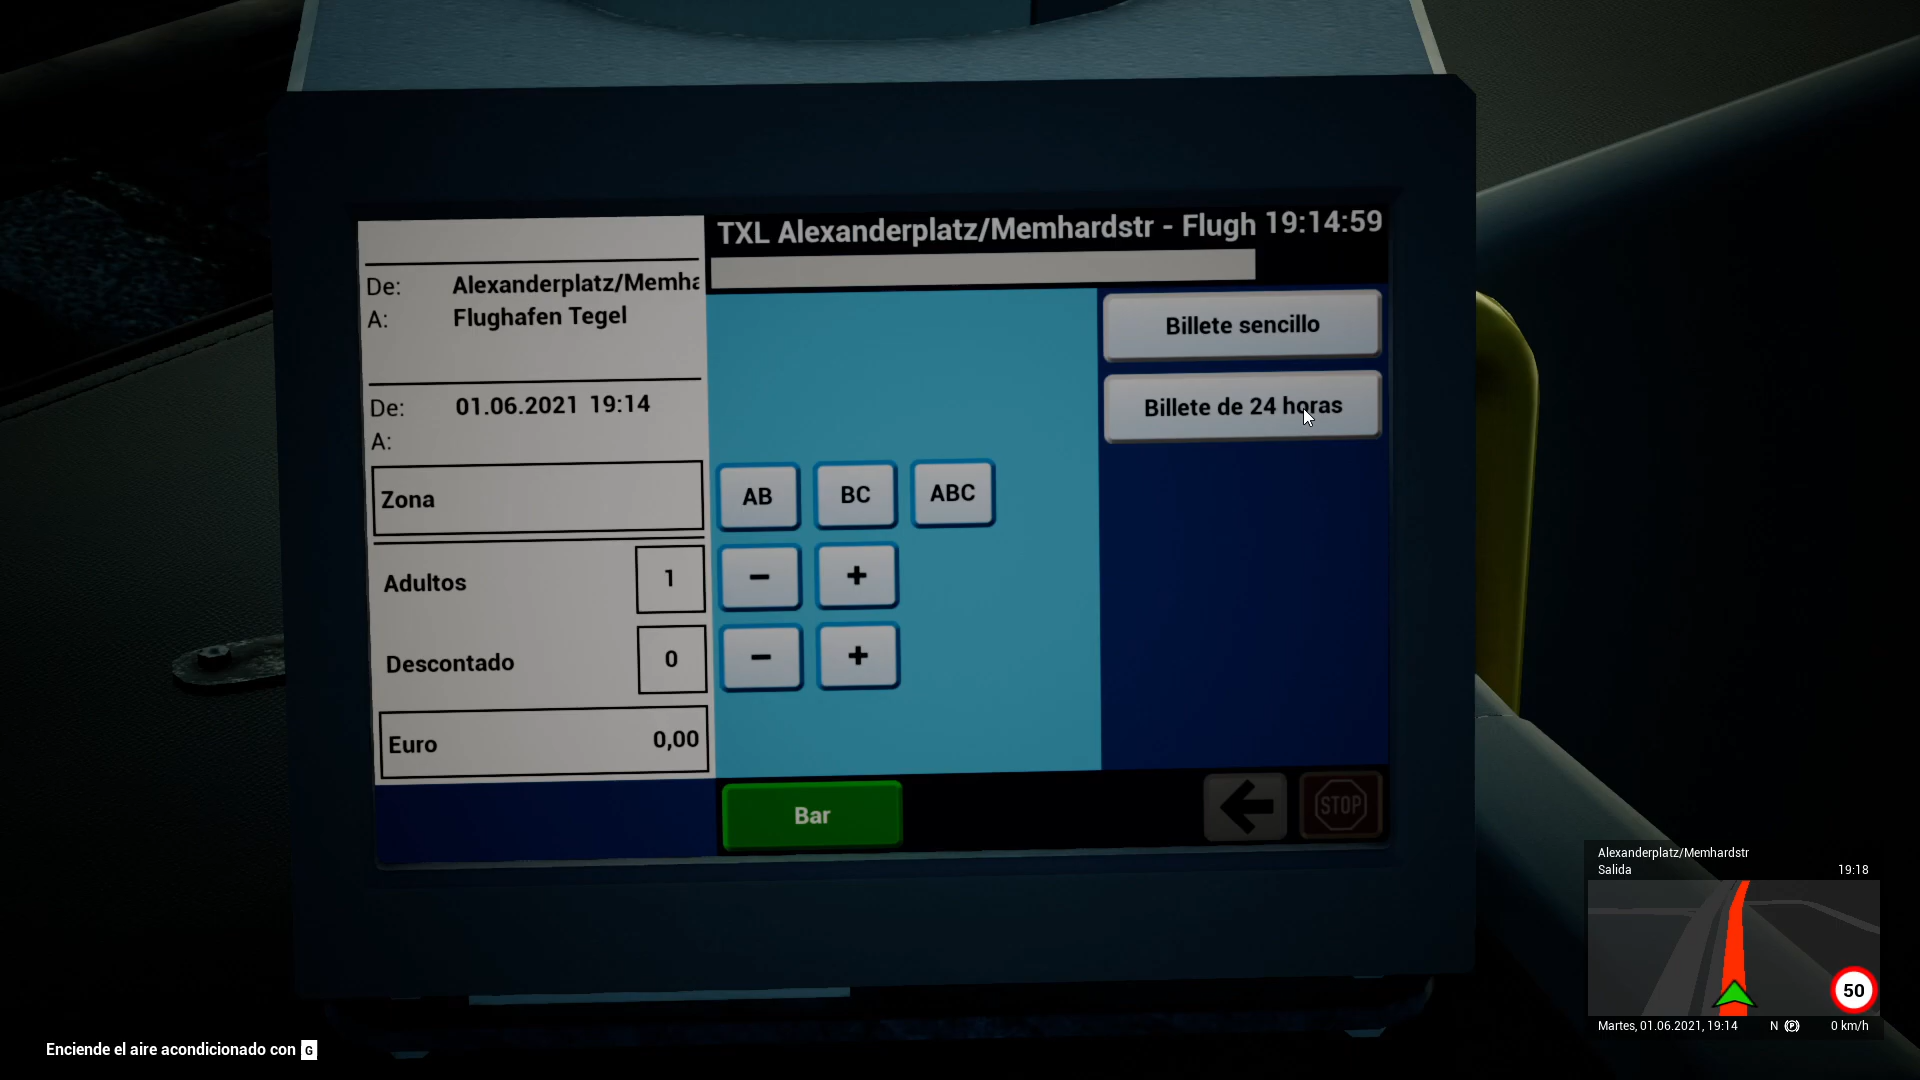 TXL Alexanderplatz/Memhardstr - Flugh 19:14:59
De: Alexanderplatz/Memha
A: Flughafen Tegel
De: 01.06.2021 19:14
A:
Zona
AB BC ABC
Adultos 1 - +
Descontado 0 - +
Euro 0,00
Billete sencillo
Billete de 24 horas
Bar
STOP
Alexanderplatz/Memhardstr
Salida 19:18
50
Martes, 01.06.2021, 19:14 N (P) 0 km/h
Enciende el aire acondicionado con G